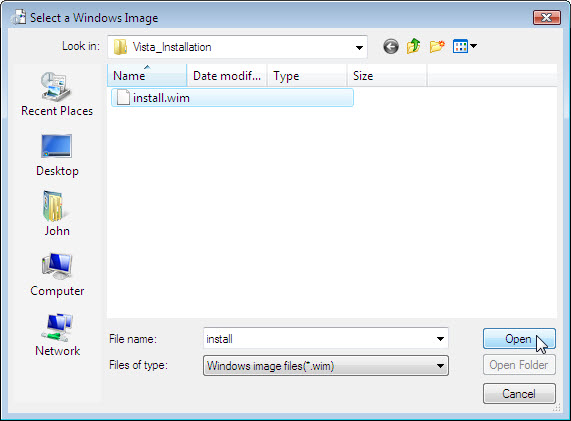 Select a Windows Image
Look in: Vista_Installation
Name Date modif... Type Size
install.wim
Recent Places
Desktop
John
Computer
Network
File name: install Open
Files of type: Windows image files(*.wim) Open Folder
Cancel